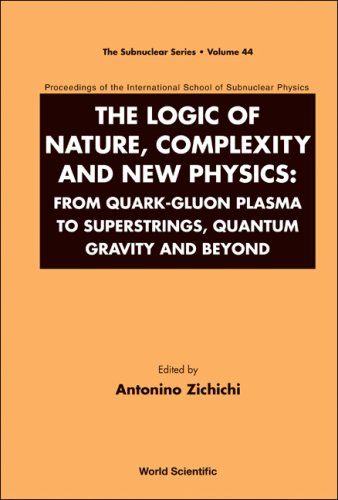 The Subnuclear Series • Volume 44
Proceedings of the International School of Subnuclear Physics
THE LOGIC OF
NATURE, COMPLEXITY
AND NEW PHYSICS:
FROM QUARK-GLUON PLASMA
TO SUPERSTRINGS, QUANTUM
GRAVITY AND BEYOND
Edited by
Antonino Zichichi
World Scientific